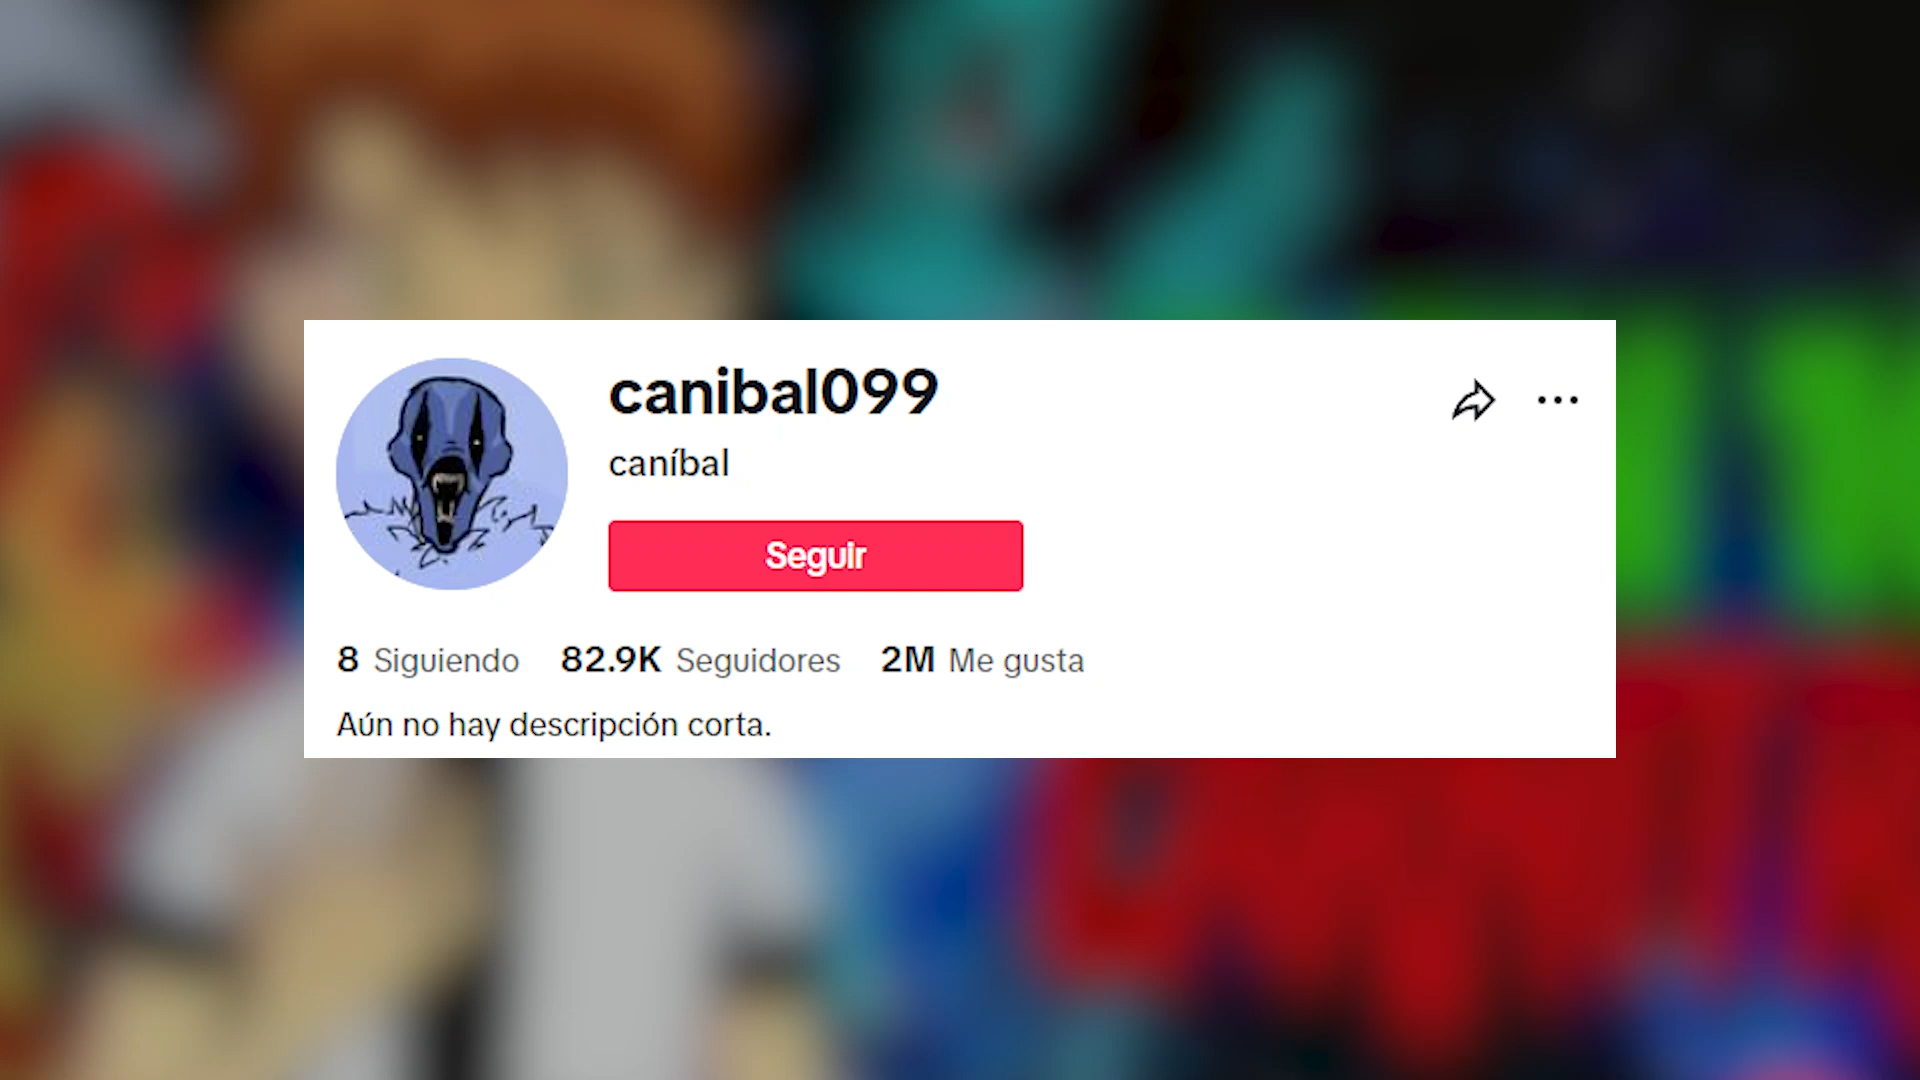 canibal099
caníbal
Seguir
8 Siguiendo 82.9K Seguidores 2M Me gusta
Aún no hay descripción corta.